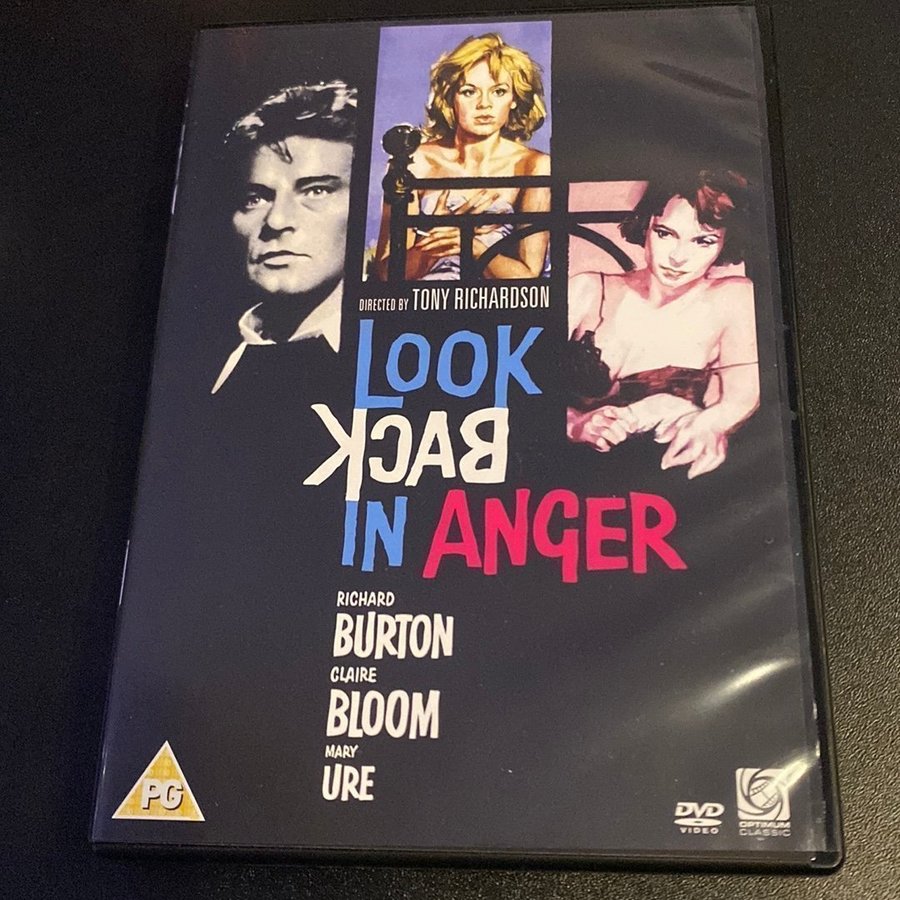 DIRECTED BY TONY RICHARDSON
LOOK
BACK
IN ANGER
RICHARD
BURTON
CLAIRE
BLOOM
MARY
URE
PG
DVD
VIDEO
OPTIMUM
CLASSIC